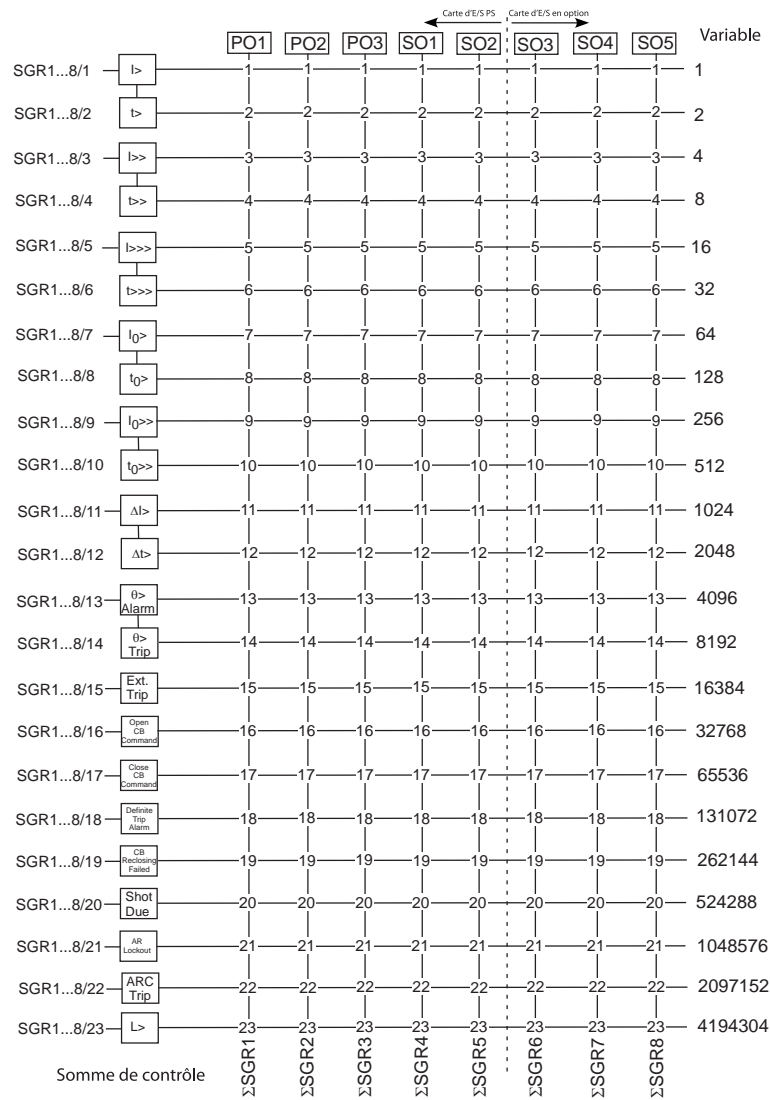 Carte d'E/S PS Carte d'E/S en option
PO1 PO2 PO3 SO1 SO2 SO3 SO4 SO5 Variable
SGR1...8/1 I> 1 1 1 1 1 1 1 1 1
SGR1...8/2 t> 2 2 2 2 2 2 2 2 2
SGR1...8/3 I>> 3 3 3 3 3 3 3 3 4
SGR1...8/4 t>> 4 4 4 4 4 4 4 4 8
SGR1...8/5 I>>> 5 5 5 5 5 5 5 5 16
SGR1...8/6 t>>> 6 6 6 6 6 6 6 6 32
SGR1...8/7 I0> 7 7 7 7 7 7 7 7 64
SGR1...8/8 t0> 8 8 8 8 8 8 8 8 128
SGR1...8/9 I0>> 9 9 9 9 9 9 9 9 256
SGR1...8/10 t0>> 10 10 10 10 10 10 10 10 512
SGR1...8/11 ΔI> 11 11 11 11 11 11 11 11 1024
SGR1...8/12 Δt> 12 12 12 12 12 12 12 12 2048
SGR1...8/13 θ> Alarm 13 13 13 13 13 13 13 13 4096
SGR1...8/14 θ> Trip 14 14 14 14 14 14 14 14 8192
SGR1...8/15 Ext. Trip 15 15 15 15 15 15 15 15 16384
SGR1...8/16 Open CB Command 16 16 16 16 16 16 16 16 32768
SGR1...8/17 Close CB Command 17 17 17 17 17 17 17 17 65536
SGR1...8/18 Definite Trip Alarm 18 18 18 18 18 18 18 18 131072
SGR1...8/19 CB Reclosing Failed 19 19 19 19 19 19 19 19 262144
SGR1...8/20 Shot Due 20 20 20 20 20 20 20 20 524288
SGR1...8/21 AR Lockout 21 21 21 21 21 21 21 21 1048576
SGR1...8/22 ARC Trip 22 22 22 22 22 22 22 22 2097152
SGR1...8/23 L> 23 23 23 23 23 23 23 23 4194304
Somme de contrôle ΣSGR1 ΣSGR2 ΣSGR3 ΣSGR4 ΣSGR5 ΣSGR6 ΣSGR7 ΣSGR8